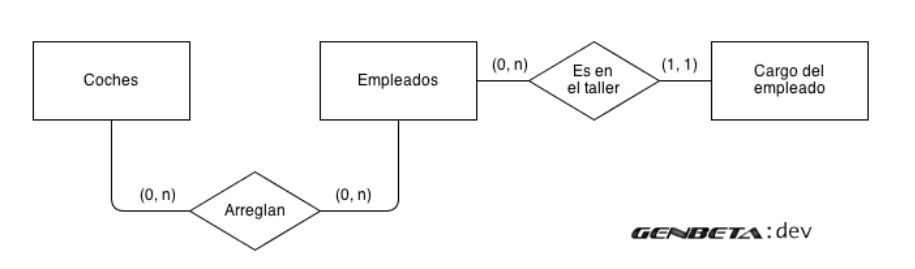 Coches
Empleados
(0, n)
Es en
el taller
(1, 1)
Cargo del
empleado
(0, n)
Arreglan
(0, n)
GENBETA:dev